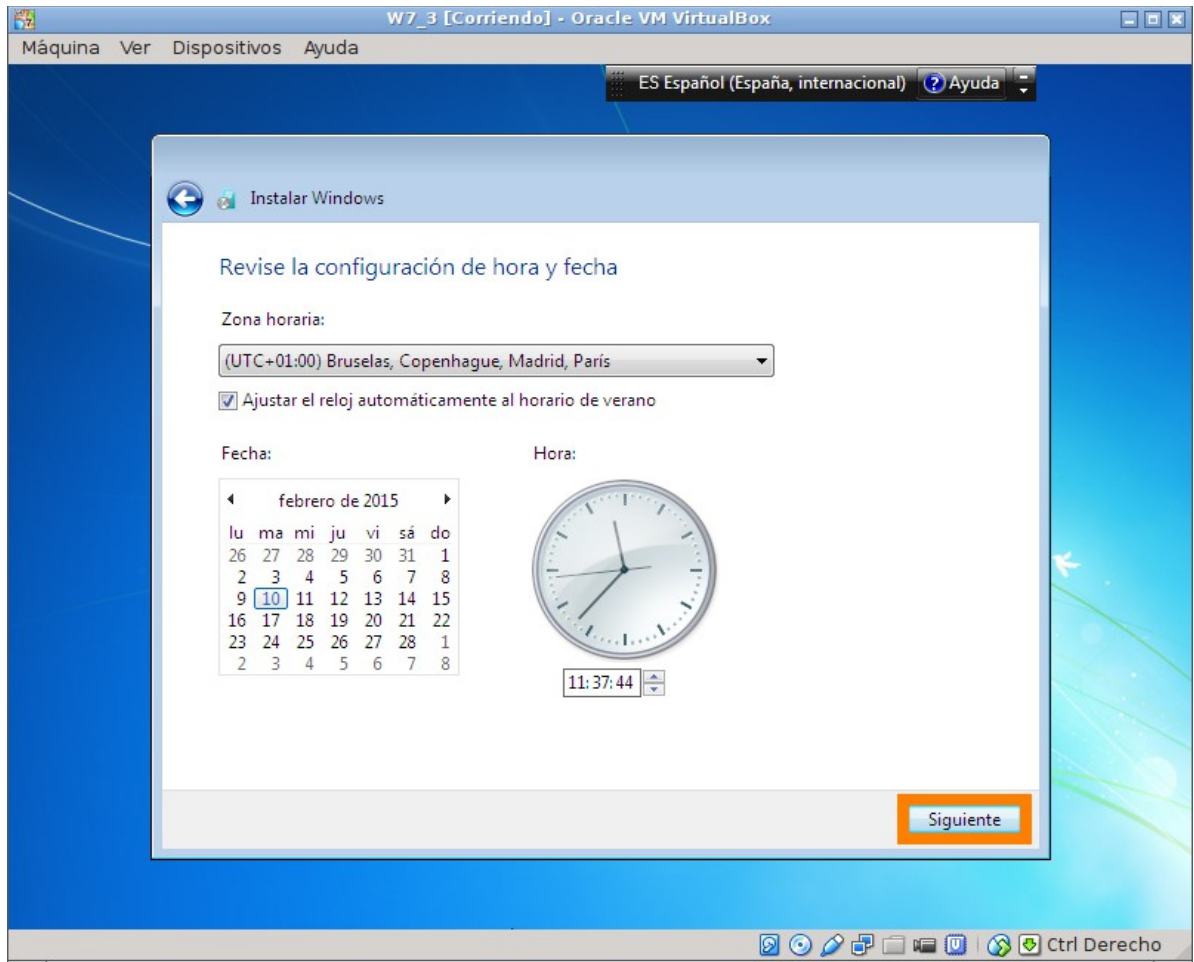 W7_3 [Corriendo] - Oracle VM VirtualBox
Máquina Ver Dispositivos Ayuda
ES Español (España, internacional) ? Ayuda
Instalar Windows
Revise la configuración de hora y fecha
Zona horaria:
(UTC+01:00) Bruselas, Copenhague, Madrid, París
Ajustar el reloj automáticamente al horario de verano
Fecha: Hora:
febrero de 2015
lu ma mi ju vi sá do
26 27 28 29 30 31 1
2 3 4 5 6 7 8
9 10 11 12 13 14 15
16 17 18 19 20 21 22
23 24 25 26 27 28 1
2 3 4 5 6 7 8
11:37:44
Siguiente
Ctrl Derecho